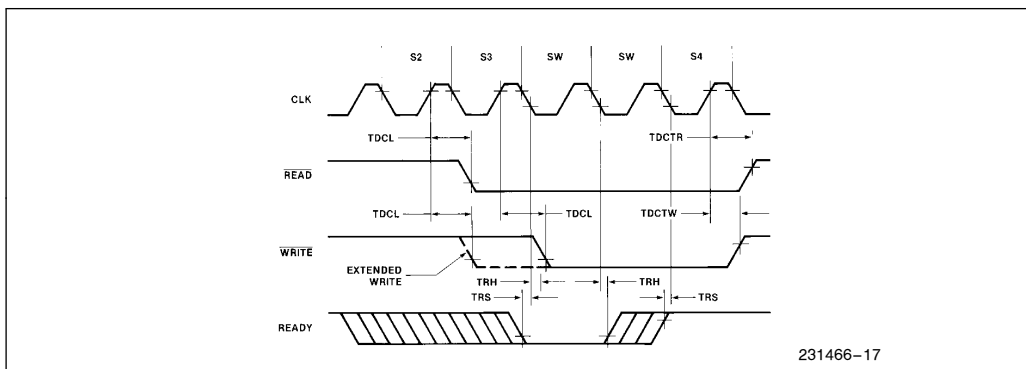 S2 S3 SW SW S4
CLK
TDCL TDCTR
READ
TDCL TDCL TDCTW
WRITE
EXTENDED
WRITE
TRH TRH
TRS TRS
READY
231466–17